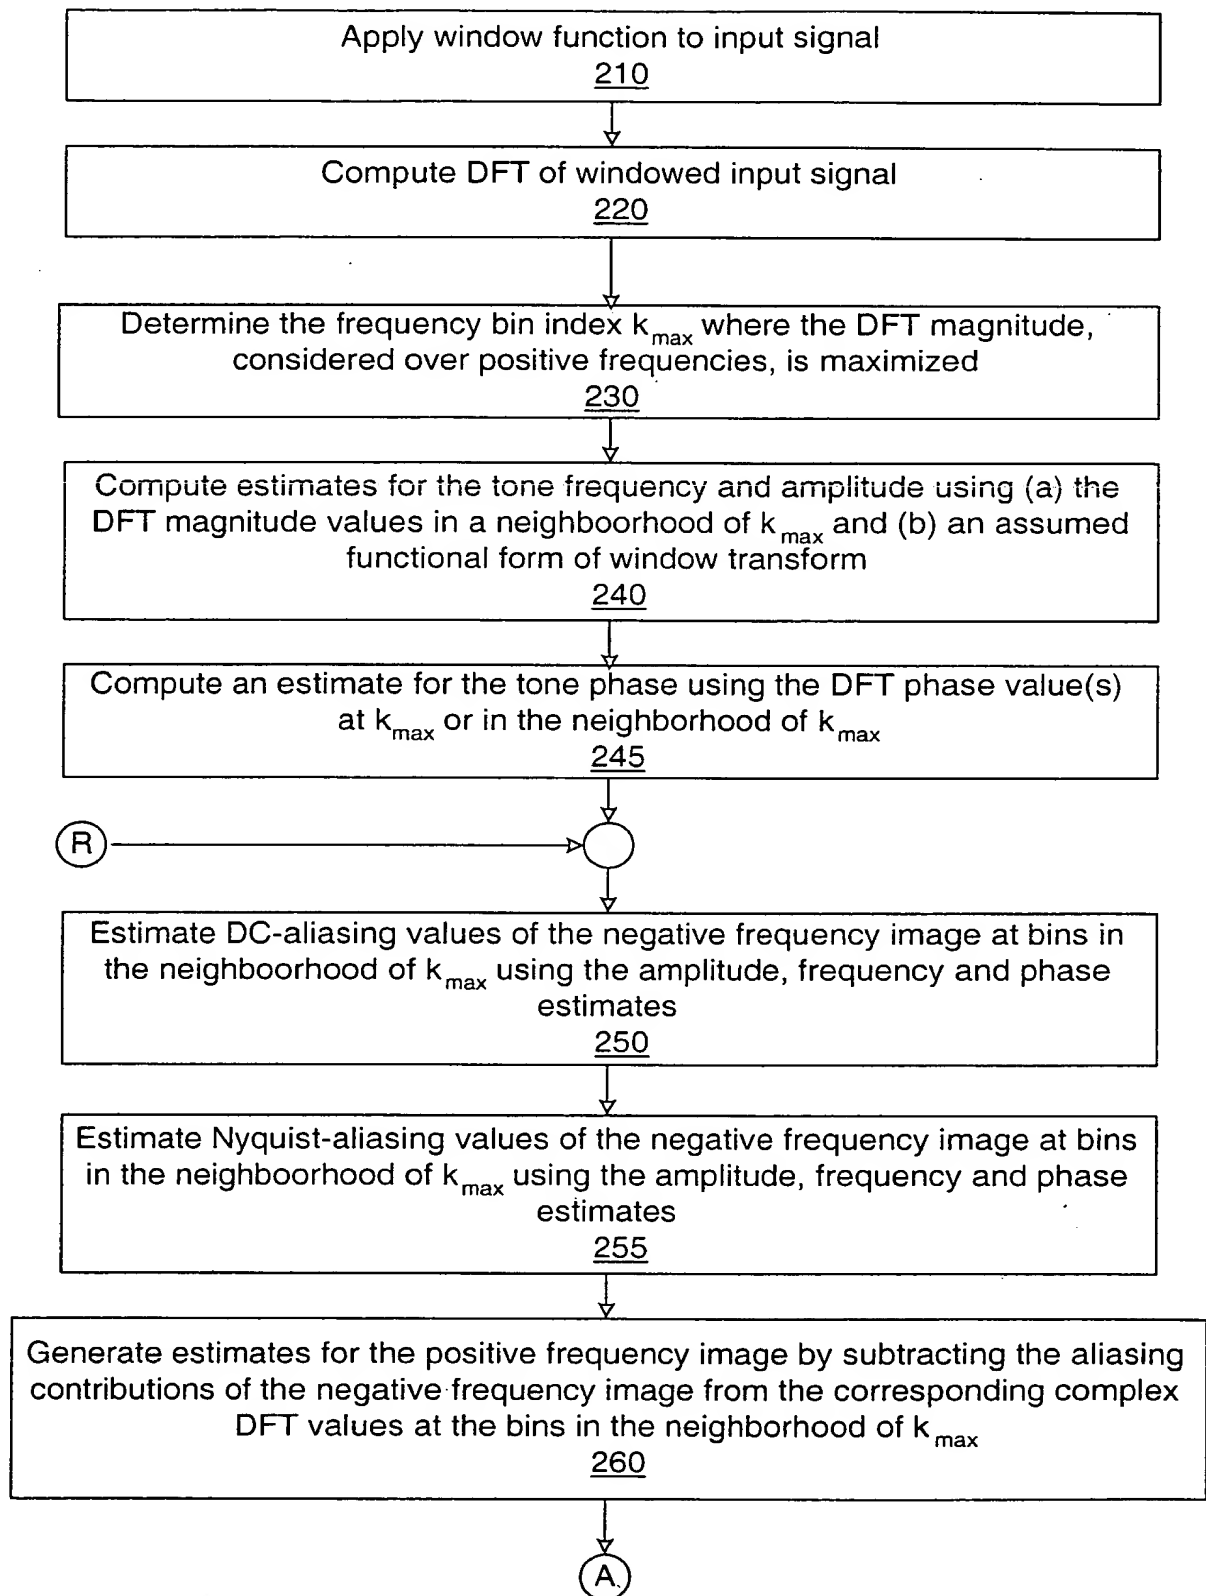 Apply window function to input signal
210
Compute DFT of windowed input signal
220
Determine the frequency bin index kmax where the DFT magnitude,
considered over positive frequencies, is maximized
230
Compute estimates for the tone frequency and amplitude using (a) the
DFT magnitude values in a neighboorhood of kmax and (b) an assumed
functional form of window transform
240
Compute an estimate for the tone phase using the DFT phase value(s)
at kmax or in the neighborhood of kmax
245
R
Estimate DC-aliasing values of the negative frequency image at bins in
the neighboorhood of kmax using the amplitude, frequency and phase
estimates
250
Estimate Nyquist-aliasing values of the negative frequency image at bins
in the neighboorhood of kmax using the amplitude, frequency and phase
estimates
255
Generate estimates for the positive frequency image by subtracting the aliasing
contributions of the negative frequency image from the corresponding complex
DFT values at the bins in the neighborhood of kmax
260
A